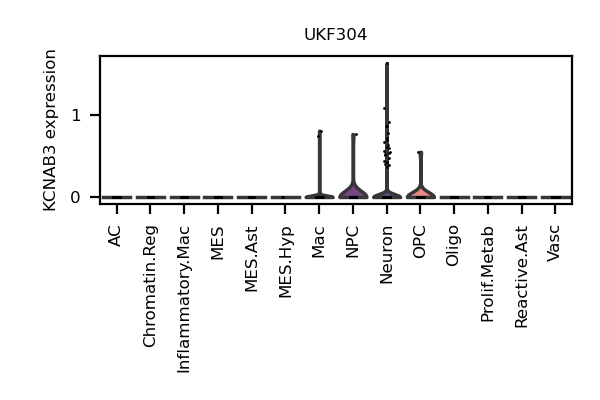 UKF304
KCNAB3 expression
1
0
AC
Chromatin.Reg
Inflammatory.Mac
MES
MES.Ast
MES.Hyp
Mac
NPC
Neuron
OPC
Oligo
Prolif.Metab
Reactive.Ast
Vasc